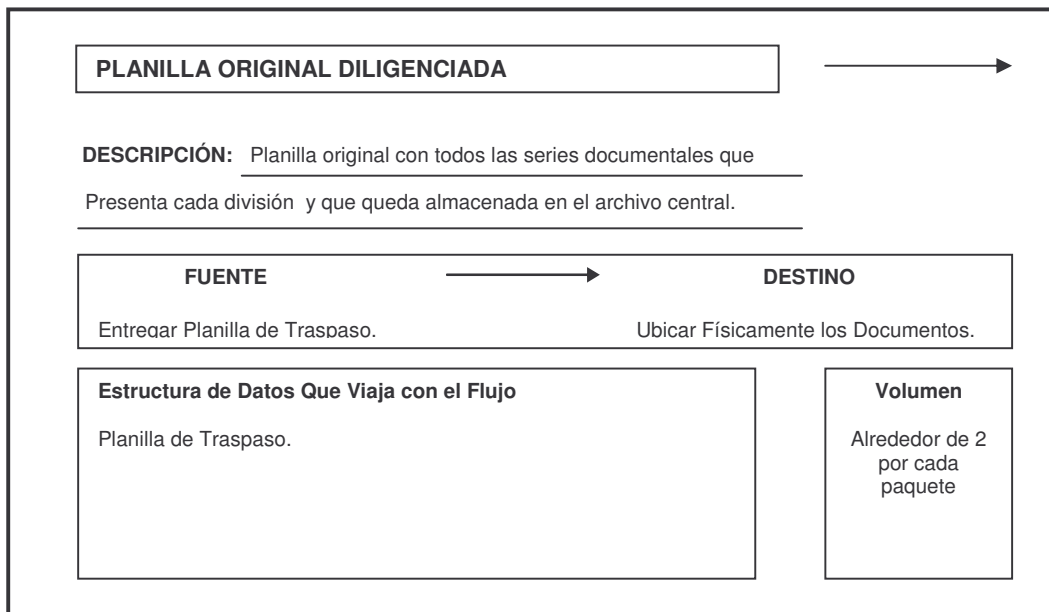 PLANILLA ORIGINAL DILIGENCIADA
DESCRIPCIÓN: Planilla original con todos las series documentales que
Presenta cada división y que queda almacenada en el archivo central.
FUENTE DESTINO
Entregar Planilla de Traspaso. Ubicar Físicamente los Documentos.
Estructura de Datos Que Viaja con el Flujo
Planilla de Traspaso.
Volumen
Alrededor de 2
por cada
paquete